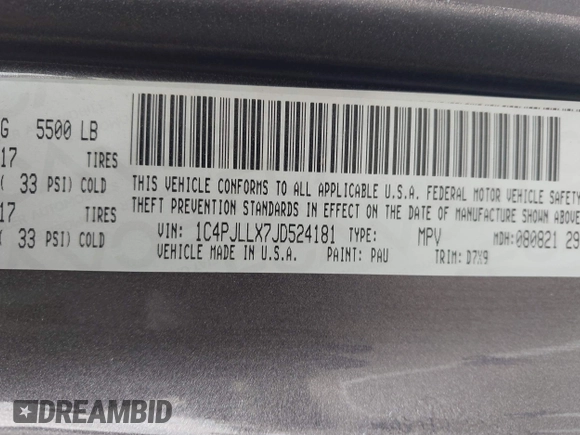 G 5500 LB
17 TIRES
( 33 PSI) COLD
17 TIRES
( 33 PSI) COLD
THIS VEHICLE CONFORMS TO ALL APPLICABLE U.S.A. FEDERAL MOTOR VEHICLE SAFETY
THEFT PREVENTION STANDARDS IN EFFECT ON THE DATE OF MANUFACTURE SHOWN ABOVE
VIN: 1C4PJLLX7JD524181 TYPE: MPV MDH:080821 29
VEHICLE MADE IN U.S.A. PAINT: PAU TRIM: D7X9
DREAMBID